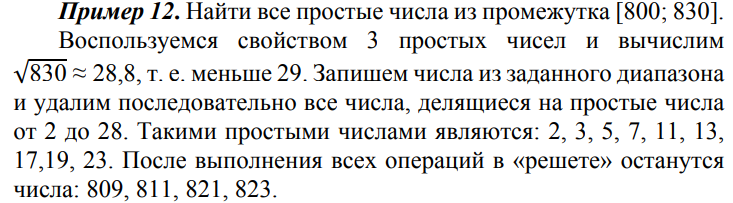 Пример 12. Найти все простые числа из промежутка [800; 830].
Воспользуемся свойством 3 простых чисел и вычислим
√830 ≈ 28,8, т. е. меньше 29. Запишем числа из заданного диапазона
и удалим последовательно все числа, делящиеся на простые числа
от 2 до 28. Такими простыми числами являются: 2, 3, 5, 7, 11, 13,
17,19, 23. После выполнения всех операций в «решете» останутся
числа: 809, 811, 821, 823.